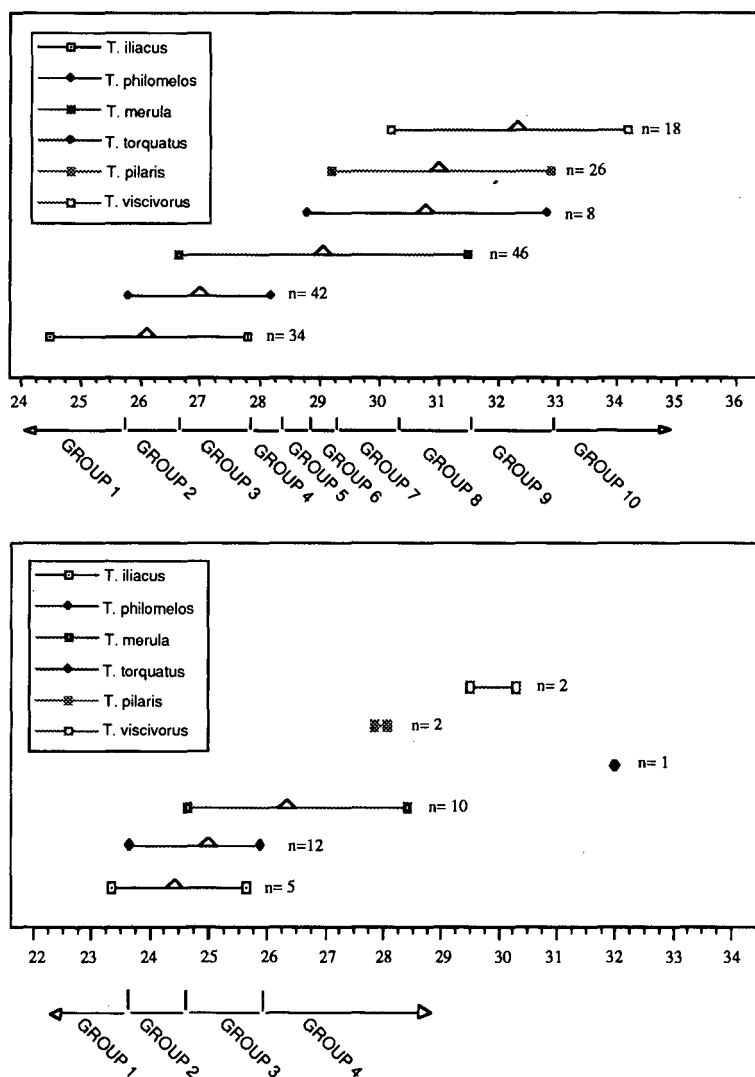 T. iliacus
T. philomelos
T. merula
T. torquatus
T. pilaris
T. viscivorus
n= 18
n= 26
n= 8
n= 46
n= 42
n= 34
24 25 26 27 28 29 30 31 32 33 34 35 36
GROUP 1 GROUP 2 GROUP 3 GROUP 4 GROUP 5 GROUP 6 GROUP 7 GROUP 8 GROUP 9 GROUP 10
T. iliacus
T. philomelos
T. merula
T. torquatus
T. pilaris
T. viscivorus
n= 2
n= 2
n= 1
n= 10
n=12
n= 5
22 23 24 25 26 27 28 29 30 31 32 33 34
GROUP 1 GROUP 2 GROUP 3 GROUP 4